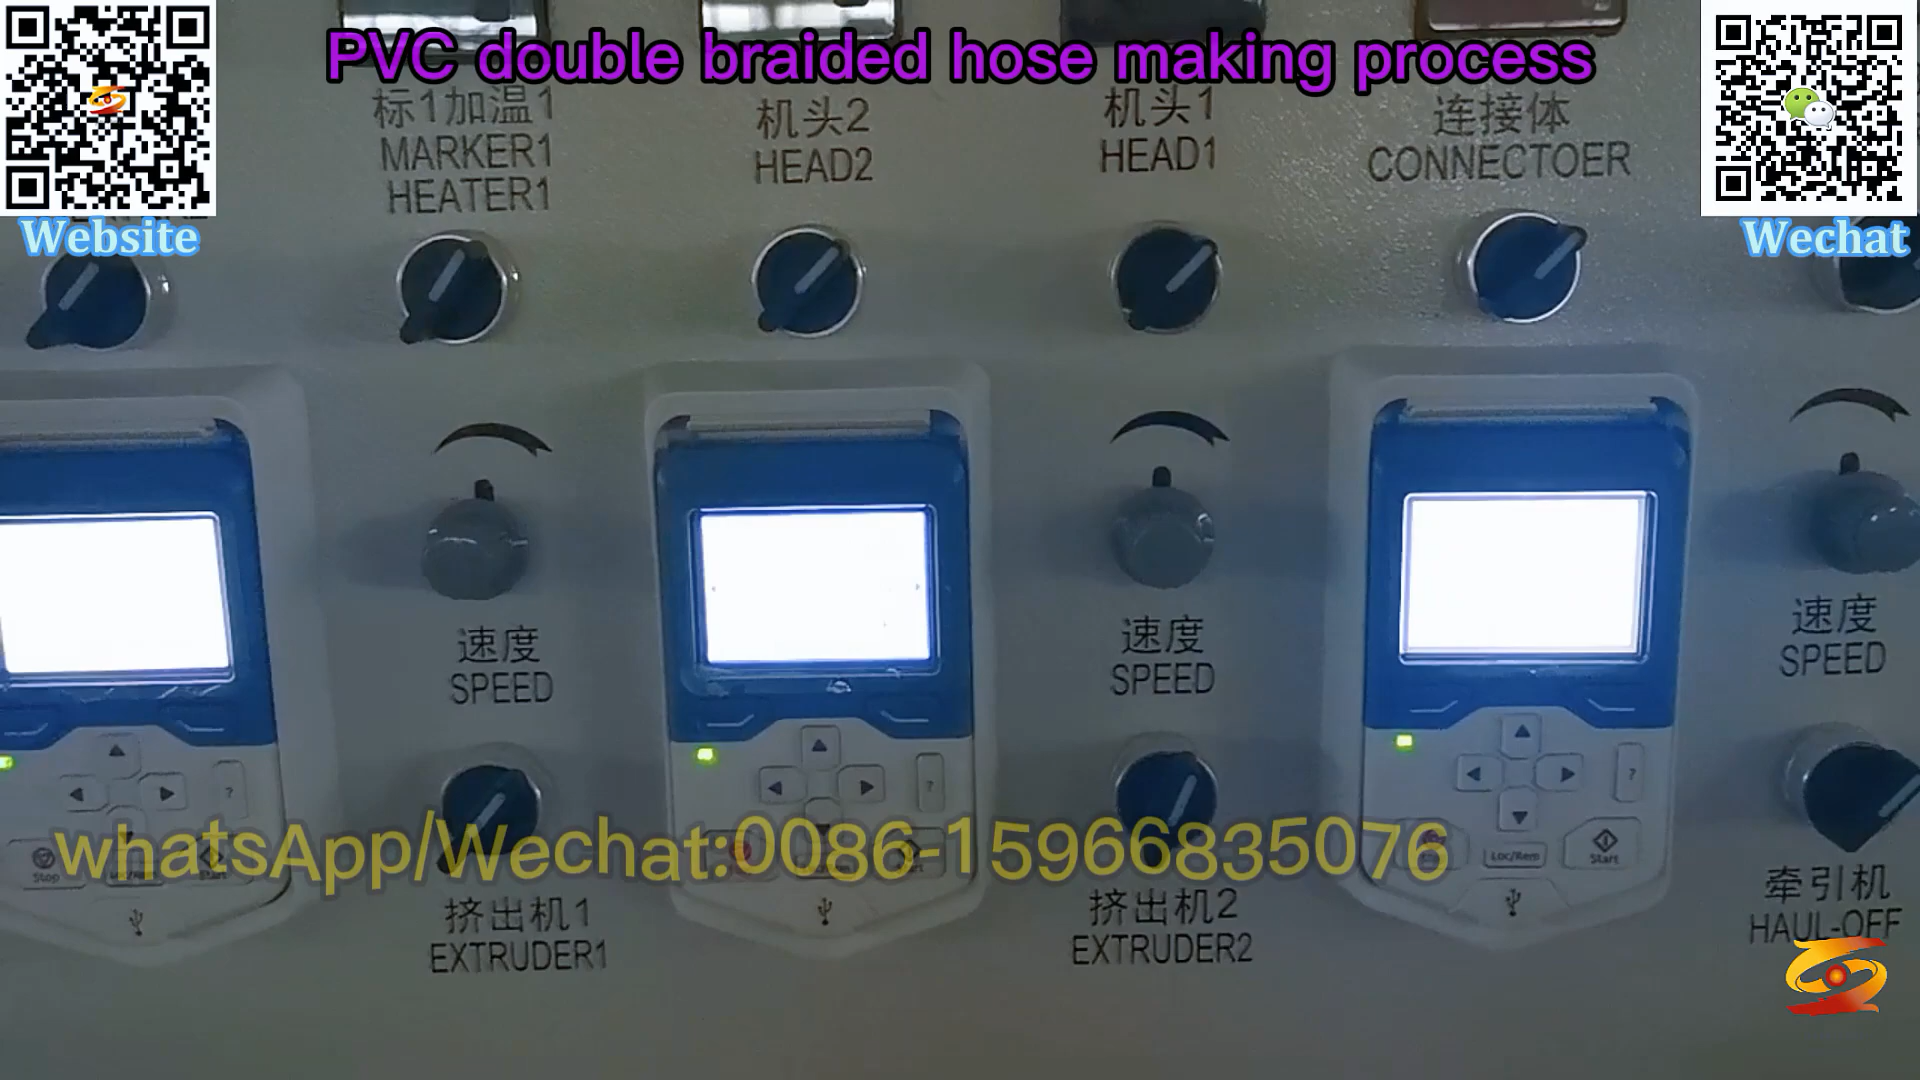 PVC double braided hose making process
标1加温1
MARKER1
HEATER1
机头2
HEAD2
机头1
HEAD1
连接体
CONNECTOER
Website
Wechat
速度
SPEED
速度
SPEED
速度
SPEED
?
?
?
whatsApp/Wechat:0086-15966835076
Stop
Loc/Rem
Start
挤出机1
EXTRUDER1
挤出机2
EXTRUDER2
牵引机
HAUL-OFF